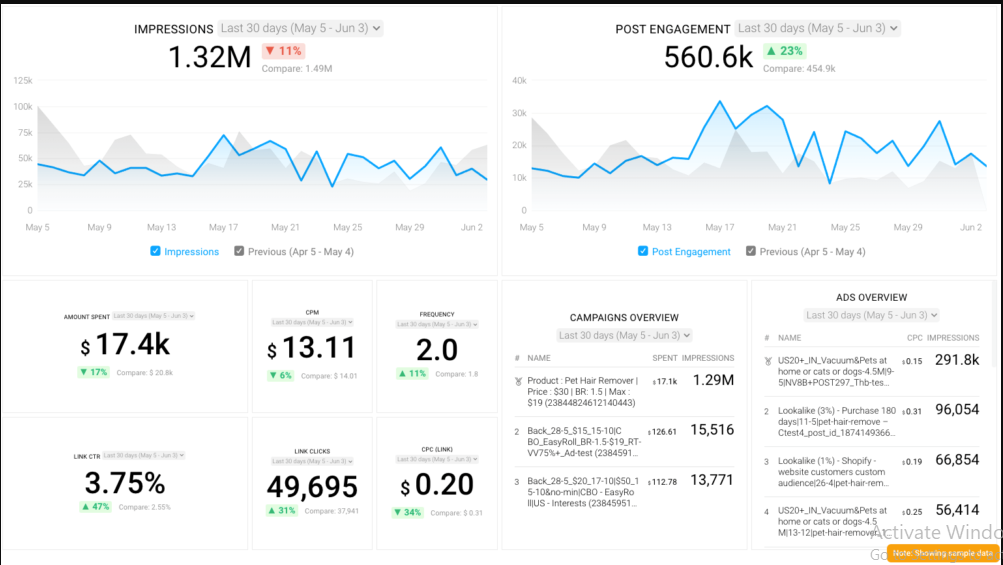 IMPRESSIONS Last 30 days (May 5 - Jun 3)
1.32M ▼ 11%
Compare: 1.49M
125k
100k
75k
50k
25k
0
May 5 May 9 May 13 May 17 May 21 May 25 May 29 Jun 2
Impressions Previous (Apr 5 - May 4)
POST ENGAGEMENT Last 30 days (May 5 - Jun 3)
560.6k ▲ 23%
Compare: 454.9k
40k
30k
20k
10k
0
May 5 May 9 May 13 May 17 May 21 May 25 May 29 Jun 2
Post Engagement Previous (Apr 5 - May 4)
AMOUNT SPENT Last 30 days (May 5 - Jun 3)
$ 17.4k
▼ 17% Compare: $ 20.8k
CPM
Last 30 days (May 5 - Jun 3)
$ 13.11
▼ 6% Compare: $ 14.01
FREQUENCY
Last 30 days (May 5 - Jun 3)
2.0
▲ 11% Compare: 1.8
LINK CTR Last 30 days (May 5 - Jun 3)
3.75%
▲ 47% Compare: 2.55%
LINK CLICKS
Last 30 days (May 5 - Jun 3)
49,695
▲ 31% Compare: 37,941
CPC (LINK)
Last 30 days (May 5 - Jun 3)
$ 0.20
▼ 34% Compare: $ 0.31
CAMPAIGNS OVERVIEW
Last 30 days (May 5 - Jun 3)
# NAME SPENT IMPRESSIONS
Product : Pet Hair Remover | $ 17.1k 1.29M
Price : $30 | BR: 1.5 | Max :
$19 (23844824612140443)
2 Back_28-5_$15_15-10|C $ 126.61 15,516
BO_EasyRoll_BR-1.5-$19_RT-
VV75%+_Ad-test (2384591...
3 Back_28-5_$20_17-10|$50_1 $ 112.78 13,771
5-10&no-min|CBO - EasyRo
ll|US - Interests (23845951...
ADS OVERVIEW
Last 30 days (May 5 - Jun 3)
# NAME CPC IMPRESSIONS
US20+_IN_Vacuum&Pets at $ 0.15 291.8k
home or cats or dogs-4.5M|9-
5|NV8B+POST297_Thb-tes...
2 Lookalike (3%) - Purchase 180 $ 0.31 96,054
days|11-5|pet-hair-remove –
Ctest4_post_id_1874149366...
3 Lookalike (1%) - Shopify - $ 0.19 66,854
website customers custom
audience|26-4|pet-hair-rem...
4 US20+_IN_Vacuum&Pets at $ 0.25 56,414
home or cats or dogs-4.5
M|13-12|pet-hair-remover_1...
Activate Windo
Note: Showing sample data